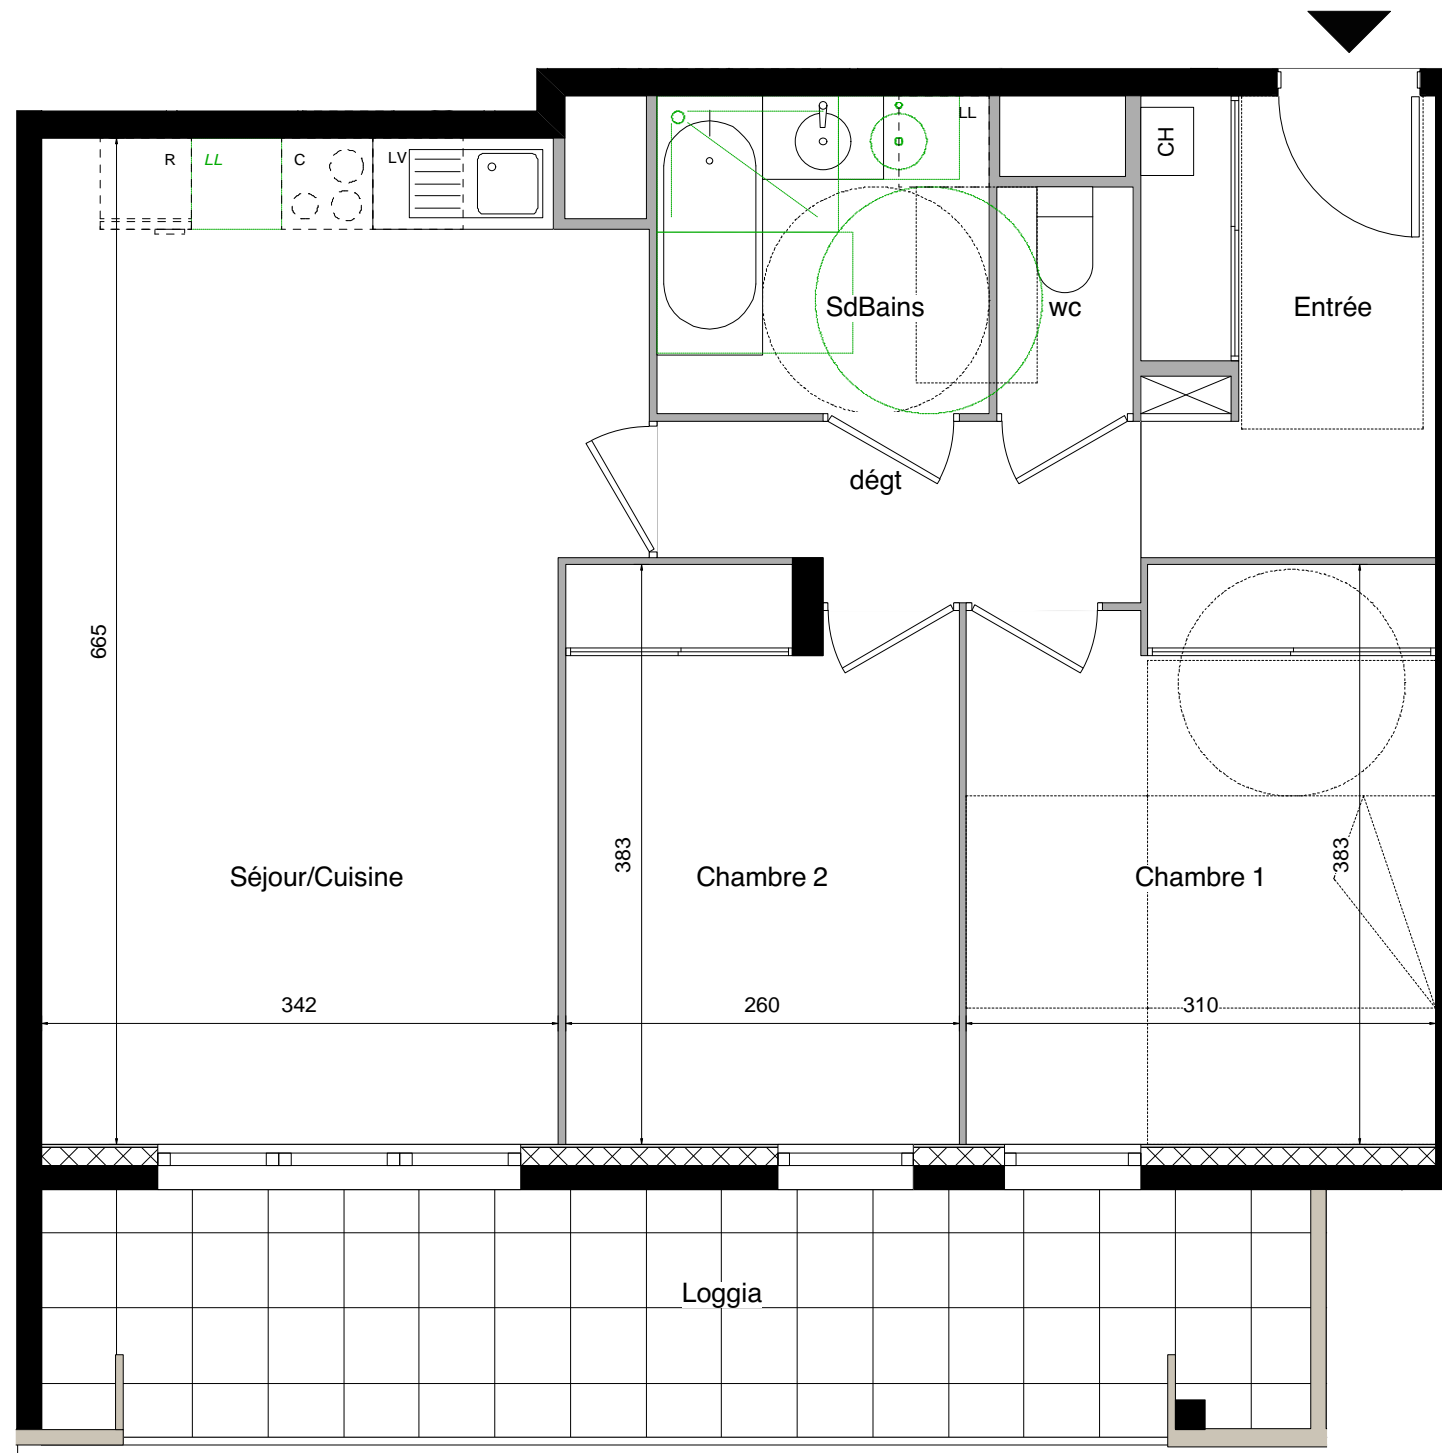 R
LL
C
LV
LL
CH
SdBains
wc
Entrée
dégt
665
383
383
Séjour/Cuisine
Chambre 2
Chambre 1
342
260
310
Loggia